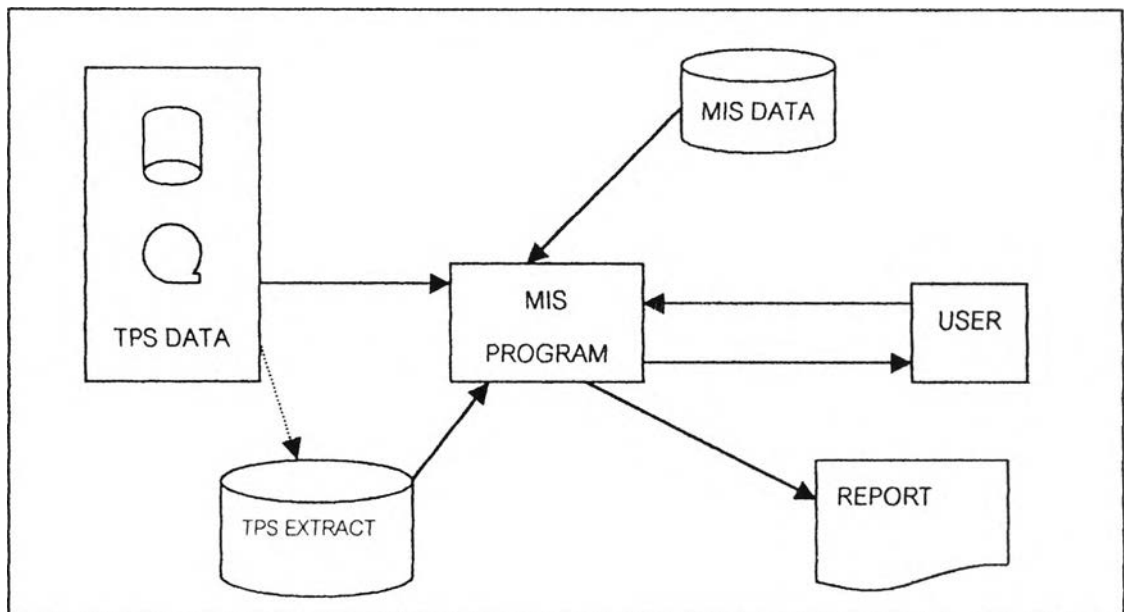 MIS DATA
TPS DATA
MIS
PROGRAM
USER
TPS EXTRACT
REPORT